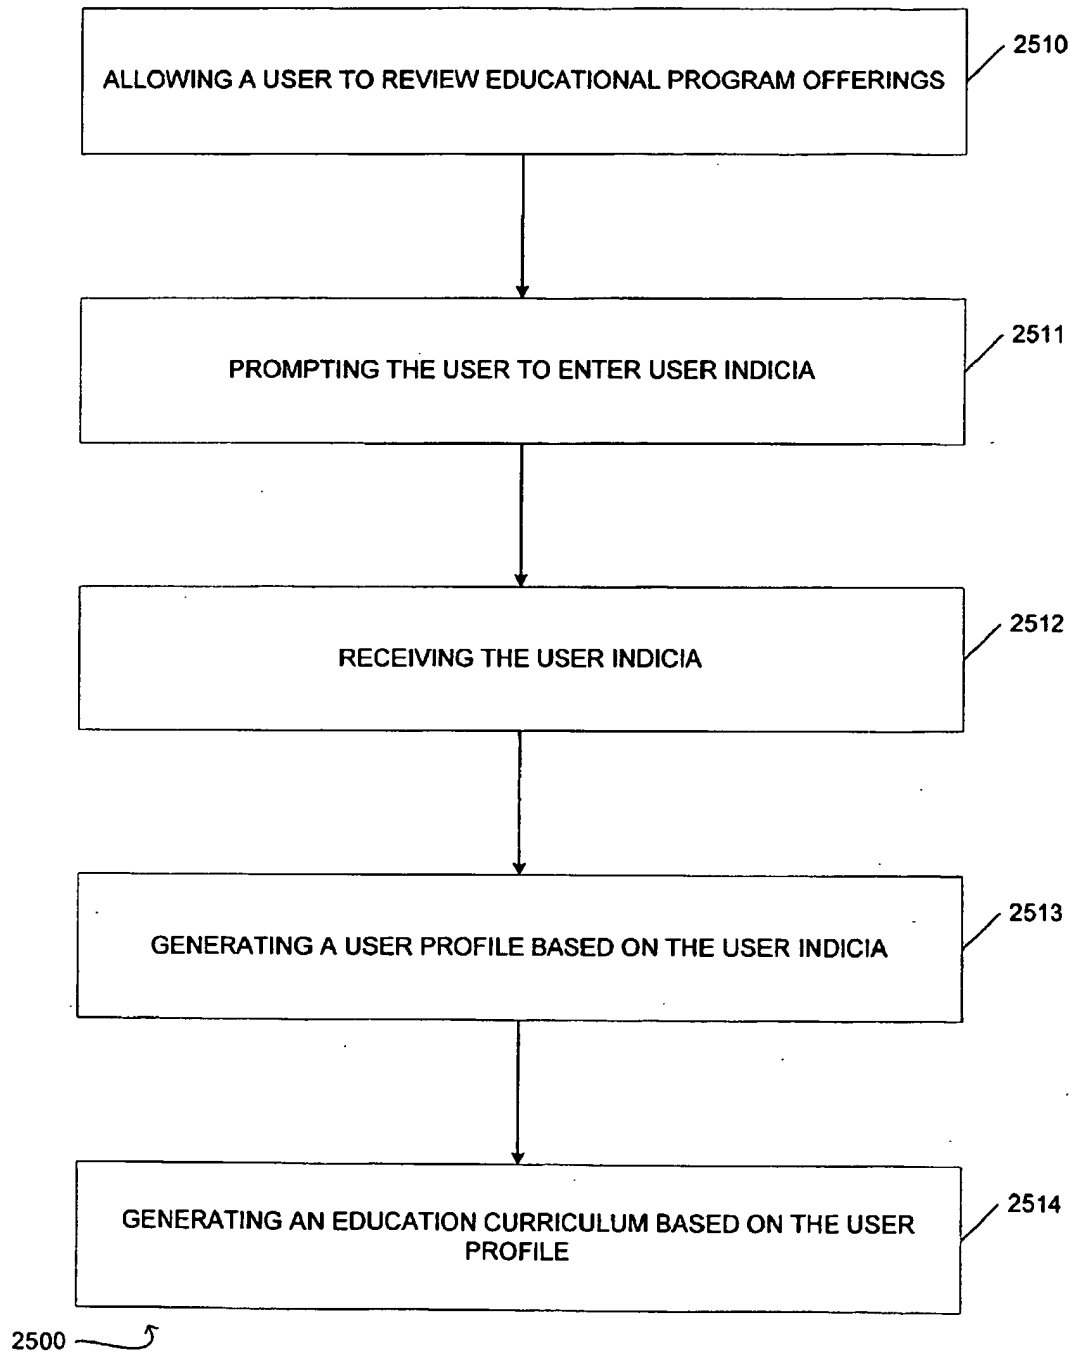 2510
ALLOWING A USER TO REVIEW EDUCATIONAL PROGRAM OFFERINGS
2511
PROMPTING THE USER TO ENTER USER INDICIA
2512
RECEIVING THE USER INDICIA
2513
GENERATING A USER PROFILE BASED ON THE USER INDICIA
2514
GENERATING AN EDUCATION CURRICULUM BASED ON THE USER
PROFILE
2500